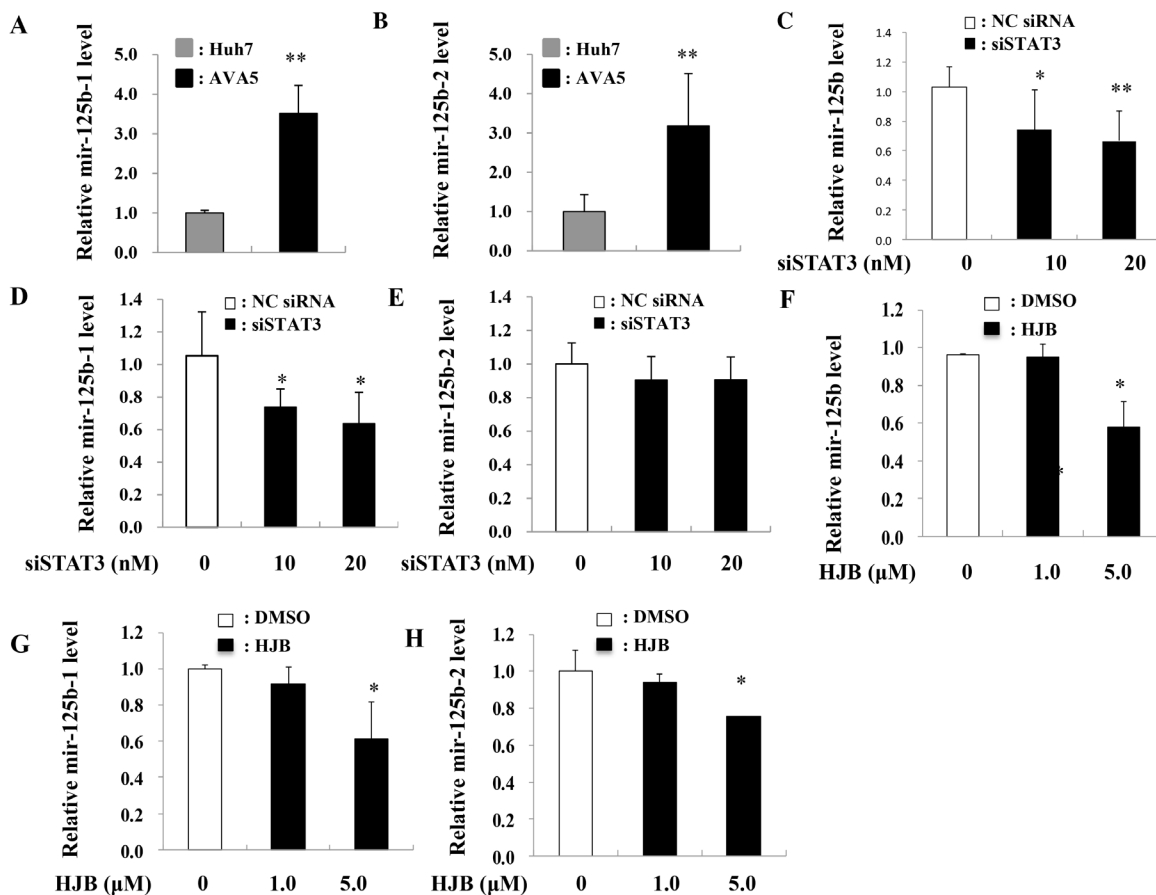 A
Relative mir-125b-1 level
: Huh7
: AVA5
5.0
4.0
3.0
2.0
1.0
0.0
**
B
Relative mir-125b-2 level
: Huh7
: AVA5
5.0
4.0
3.0
2.0
1.0
0.0
**
C
Relative mir-125b level
: NC siRNA
: siSTAT3
1.4
1.2
1.0
0.8
0.6
0.4
0.2
0.0
*
**
siSTAT3 (nM) 0 10 20
D
Relative mir-125b-1 level
: NC siRNA
: siSTAT3
1.4
1.2
1.0
0.8
0.6
0.4
0.2
0.0
*
*
siSTAT3 (nM) 0 10 20
E
Relative mir-125b-2 level
: NC siRNA
: siSTAT3
1.4
1.2
1.0
0.8
0.6
0.4
0.2
0.0
siSTAT3 (nM) 0 10 20
F
Relative mir-125b level
: DMSO
: HJB
1.2
1.0
0.8
0.6
0.4
0.2
0.0
*
*
HJB (μM) 0 1.0 5.0
G
Relative mir-125b-1 level
: DMSO
: HJB
1.2
1.0
0.8
0.6
0.4
0.2
0.0
*
HJB (μM) 0 1.0 5.0
H
Relative mir-125b-2 level
: DMSO
: HJB
1.2
1.0
0.8
0.6
0.4
0.2
0.0
*
HJB (μM) 0 1.0 5.0